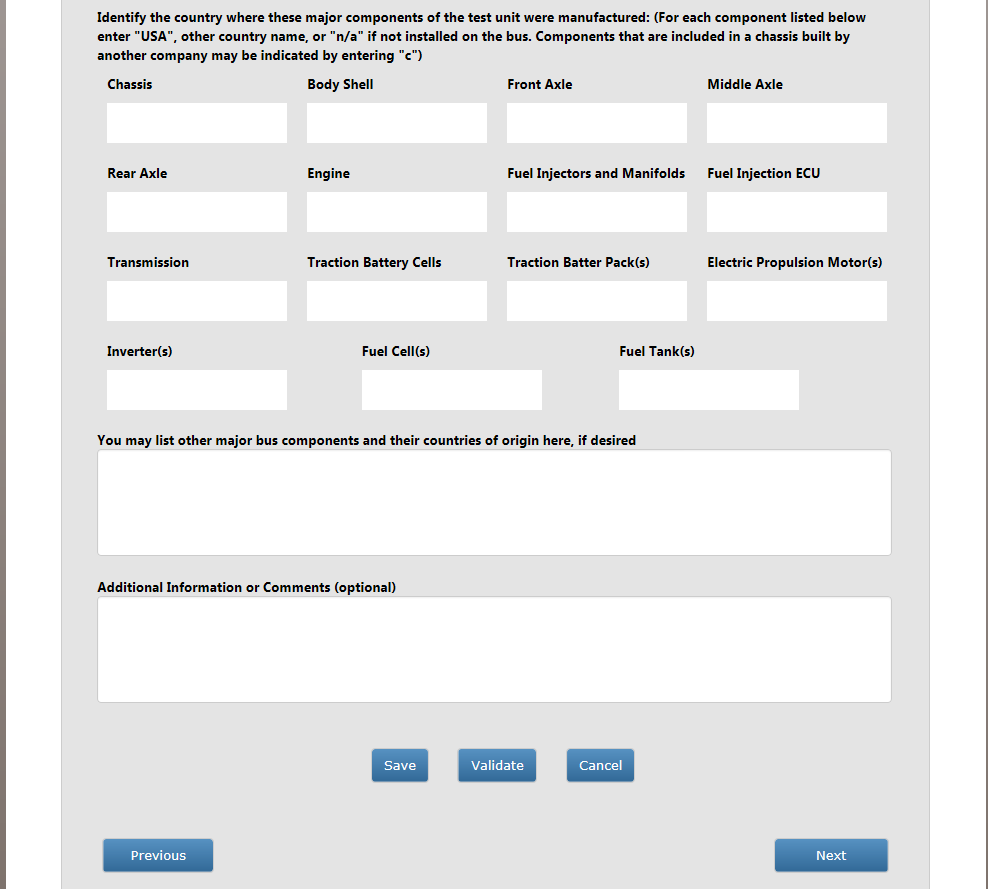 Identify the country where these major components of the test unit were manufactured: (For each component listed below
enter "USA", other country name, or "n/a" if not installed on the bus. Components that are included in a chassis built by
another company may be indicated by entering "c")
Chassis Body Shell Front Axle Middle Axle
Rear Axle Engine Fuel Injectors and Manifolds Fuel Injection ECU
Transmission Traction Battery Cells Traction Batter Pack(s) Electric Propulsion Motor(s)
Inverter(s) Fuel Cell(s) Fuel Tank(s)
You may list other major bus components and their countries of origin here, if desired
Additional Information or Comments (optional)
Save Validate Cancel
Previous Next